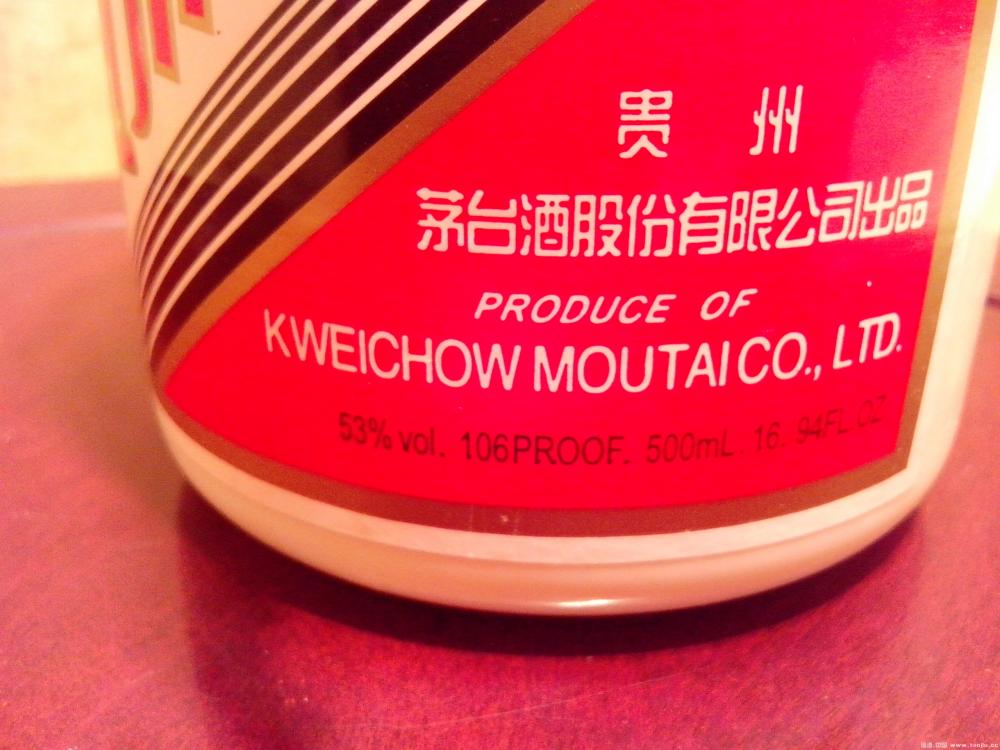 贵 州
茅台酒股份有限公司出品
PRODUCE OF
KWEICHOW MOUTAI CO., LTD.
53% vol. 106PROOF. 500mL. 16. 94FL OZ